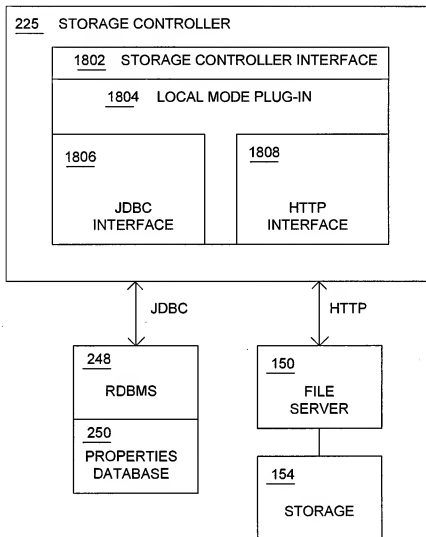 225 STORAGE CONTROLLER
1802 STORAGE CONTROLLER INTERFACE
1804 LOCAL MODE PLUG-IN
1806
JDBC
INTERFACE
1808
HTTP
INTERFACE
JDBC
HTTP
248
RDBMS
250
PROPERTIES
DATABASE
150
FILE
SERVER
154
STORAGE